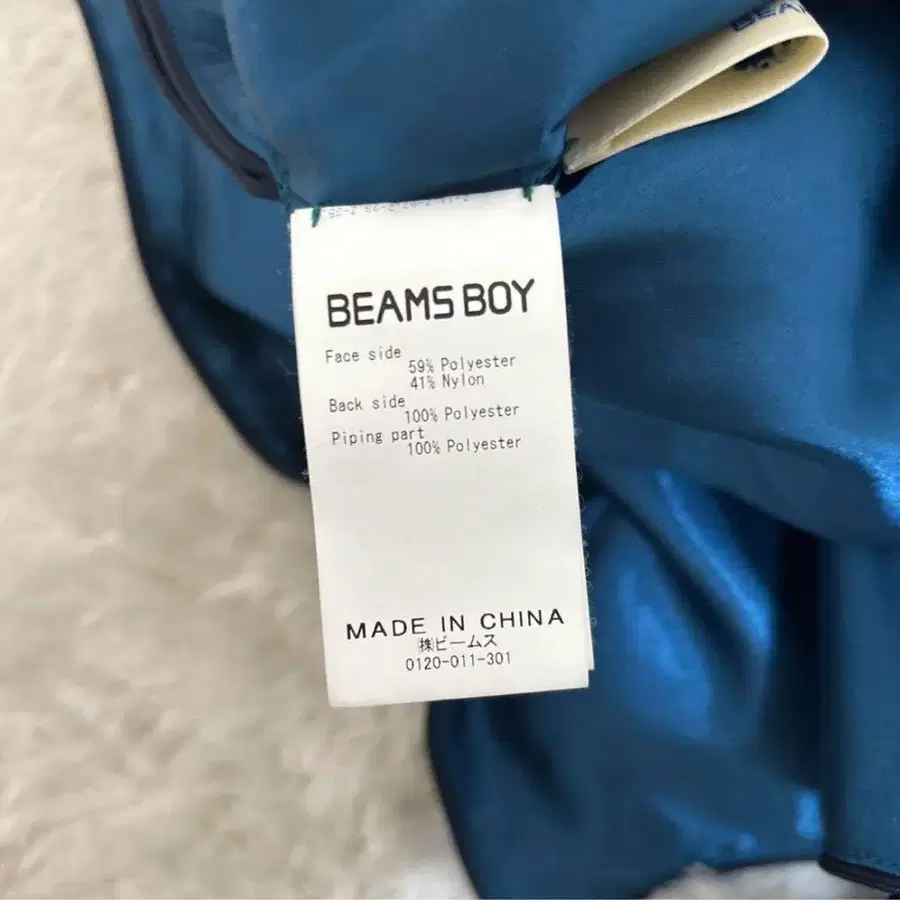 BEAMS BOY
Face side
59% Polyester
41% Nylon
Back side
100% Polyester
Piping part
100% Polyester
MADE IN CHINA
㈱ビームス
0120-011-301